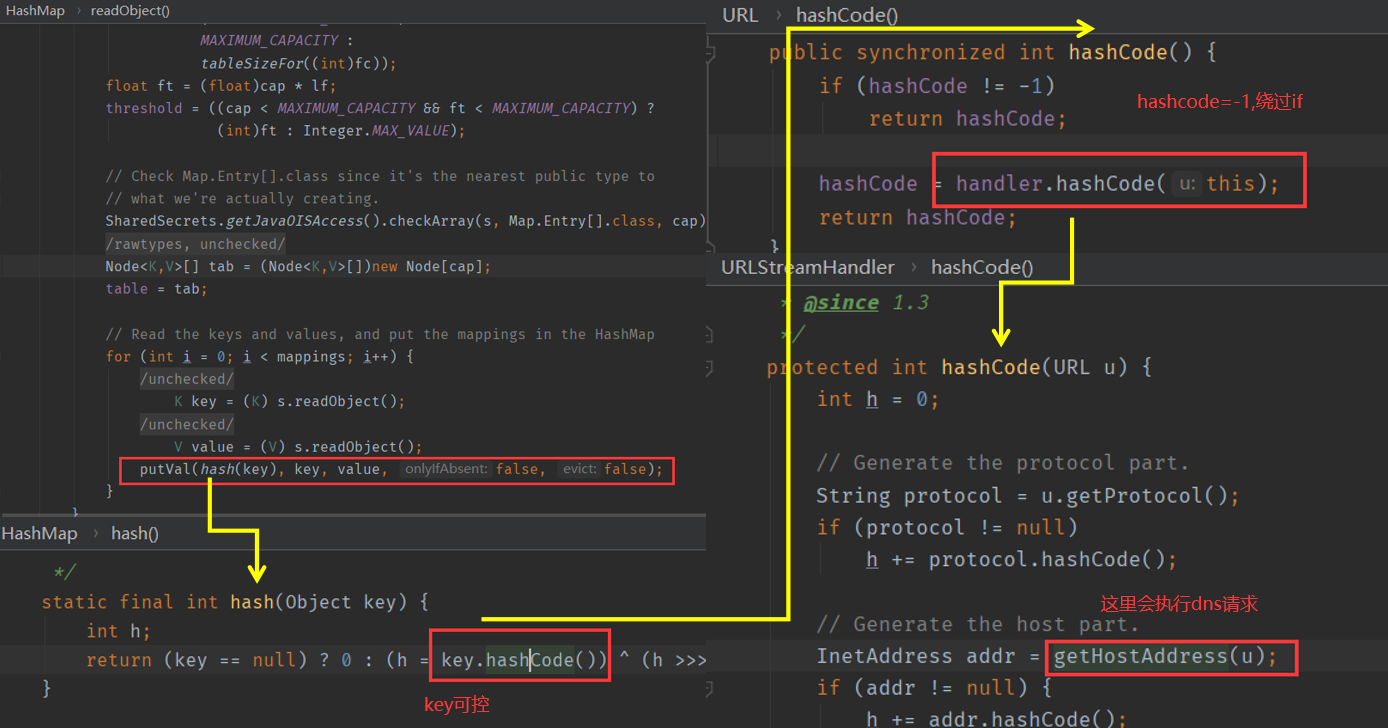 HashMap › readObject()
MAXIMUM_CAPACITY :
tableSizeFor((int)fc));
float ft = (float)cap * lf;
threshold = ((cap < MAXIMUM_CAPACITY && ft < MAXIMUM_CAPACITY) ?
(int)ft : Integer.MAX_VALUE);
// Check Map.Entry[].class since it's the nearest public type to
// what we're actually creating.
SharedSecrets.getJavaOISAccess().checkArray(s, Map.Entry[].class, cap)
/rawtypes, unchecked/
Node<K,V>[] tab = (Node<K,V>[])new Node[cap];
table = tab;
// Read the keys and values, and put the mappings in the HashMap
for (int i = 0; i < mappings; i++) {
/unchecked/
K key = (K) s.readObject();
/unchecked/
V value = (V) s.readObject();
putVal(hash(key), key, value, onlyIfAbsent: false, evict: false);
}
}
HashMap › hash()
*/
static final int hash(Object key) {
int h;
return (key == null) ? 0 : (h = key.hashCode()) ^ (h >>>
}
key可控
URL › hashCode()
public synchronized int hashCode() {
if (hashCode != -1)
return hashCode;
hashcode=-1,绕过if
hashCode = handler.hashCode( u: this);
return hashCode;
}
URLStreamHandler › hashCode()
* @since 1.3
*/
protected int hashCode(URL u) {
int h = 0;
// Generate the protocol part.
String protocol = u.getProtocol();
if (protocol != null)
h += protocol.hashCode();
这里会执行dns请求
// Generate the host part.
InetAddress addr = getHostAddress(u);
if (addr != null) {
h += addr.hashCode();